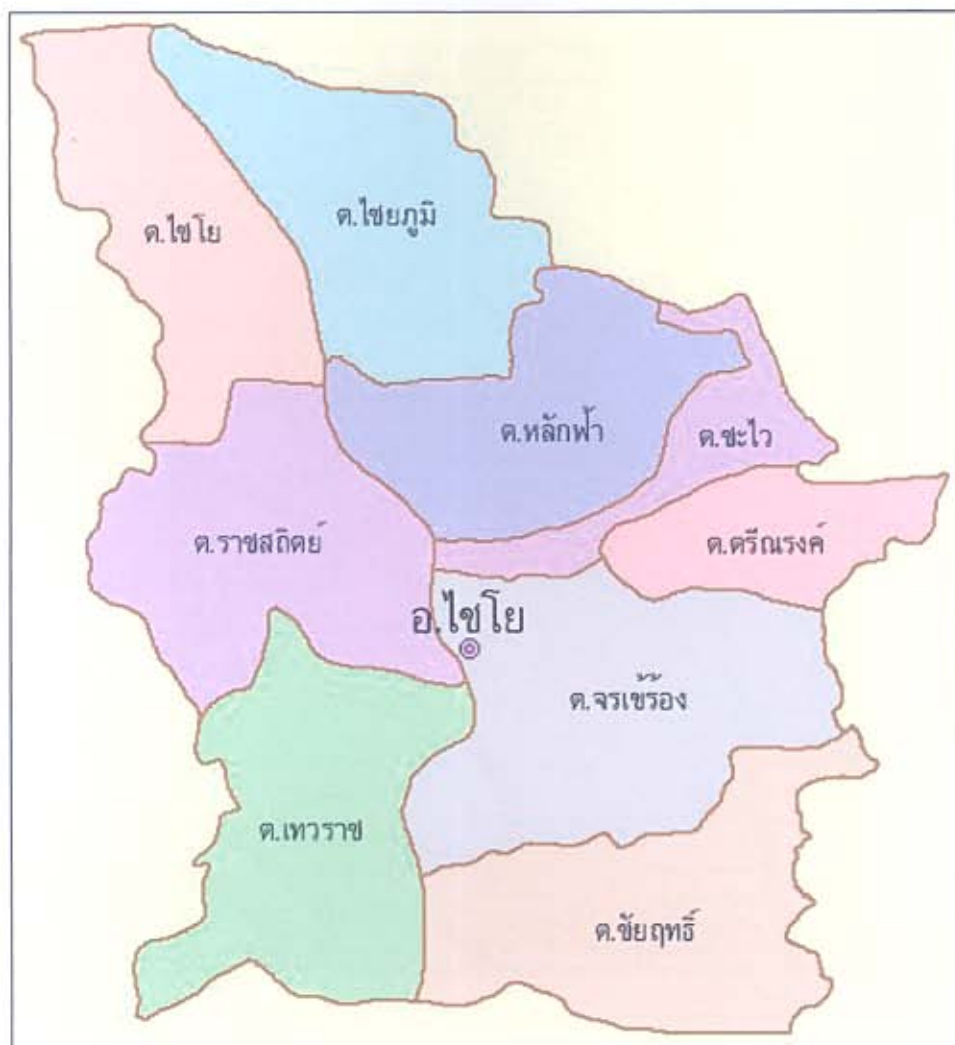 ต.ไชยภูมิ
ต.ไชโย
ต.หลักฟ้า
ต.ชะไว
ต.ราชสถิตย์
ต.ตรีณรงค์
อ.ไชโย
ต.จรเข้ร้อง
ต.เทวราช
ต.ชัยฤทธิ์